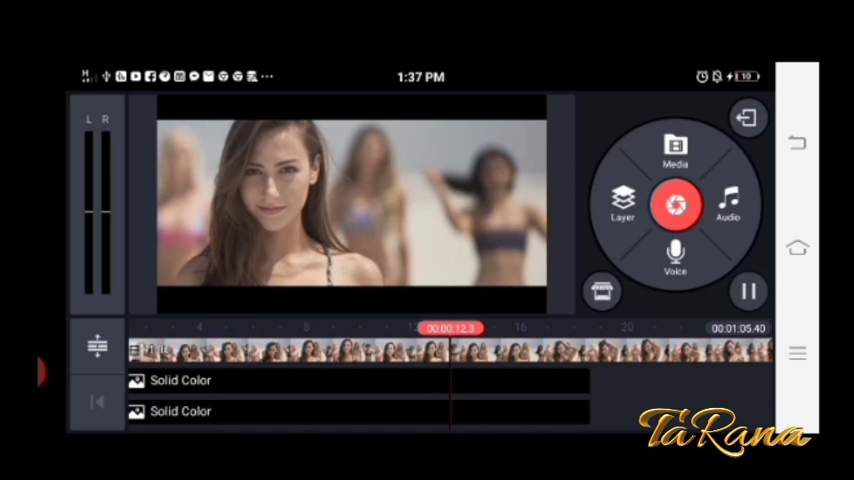 1:37 PM
10
L R
Media
Layer
Audio
Voice
4
8
00:00:12.3
16
20
00:01:05.40
Solid Color
Solid Color
TaRana